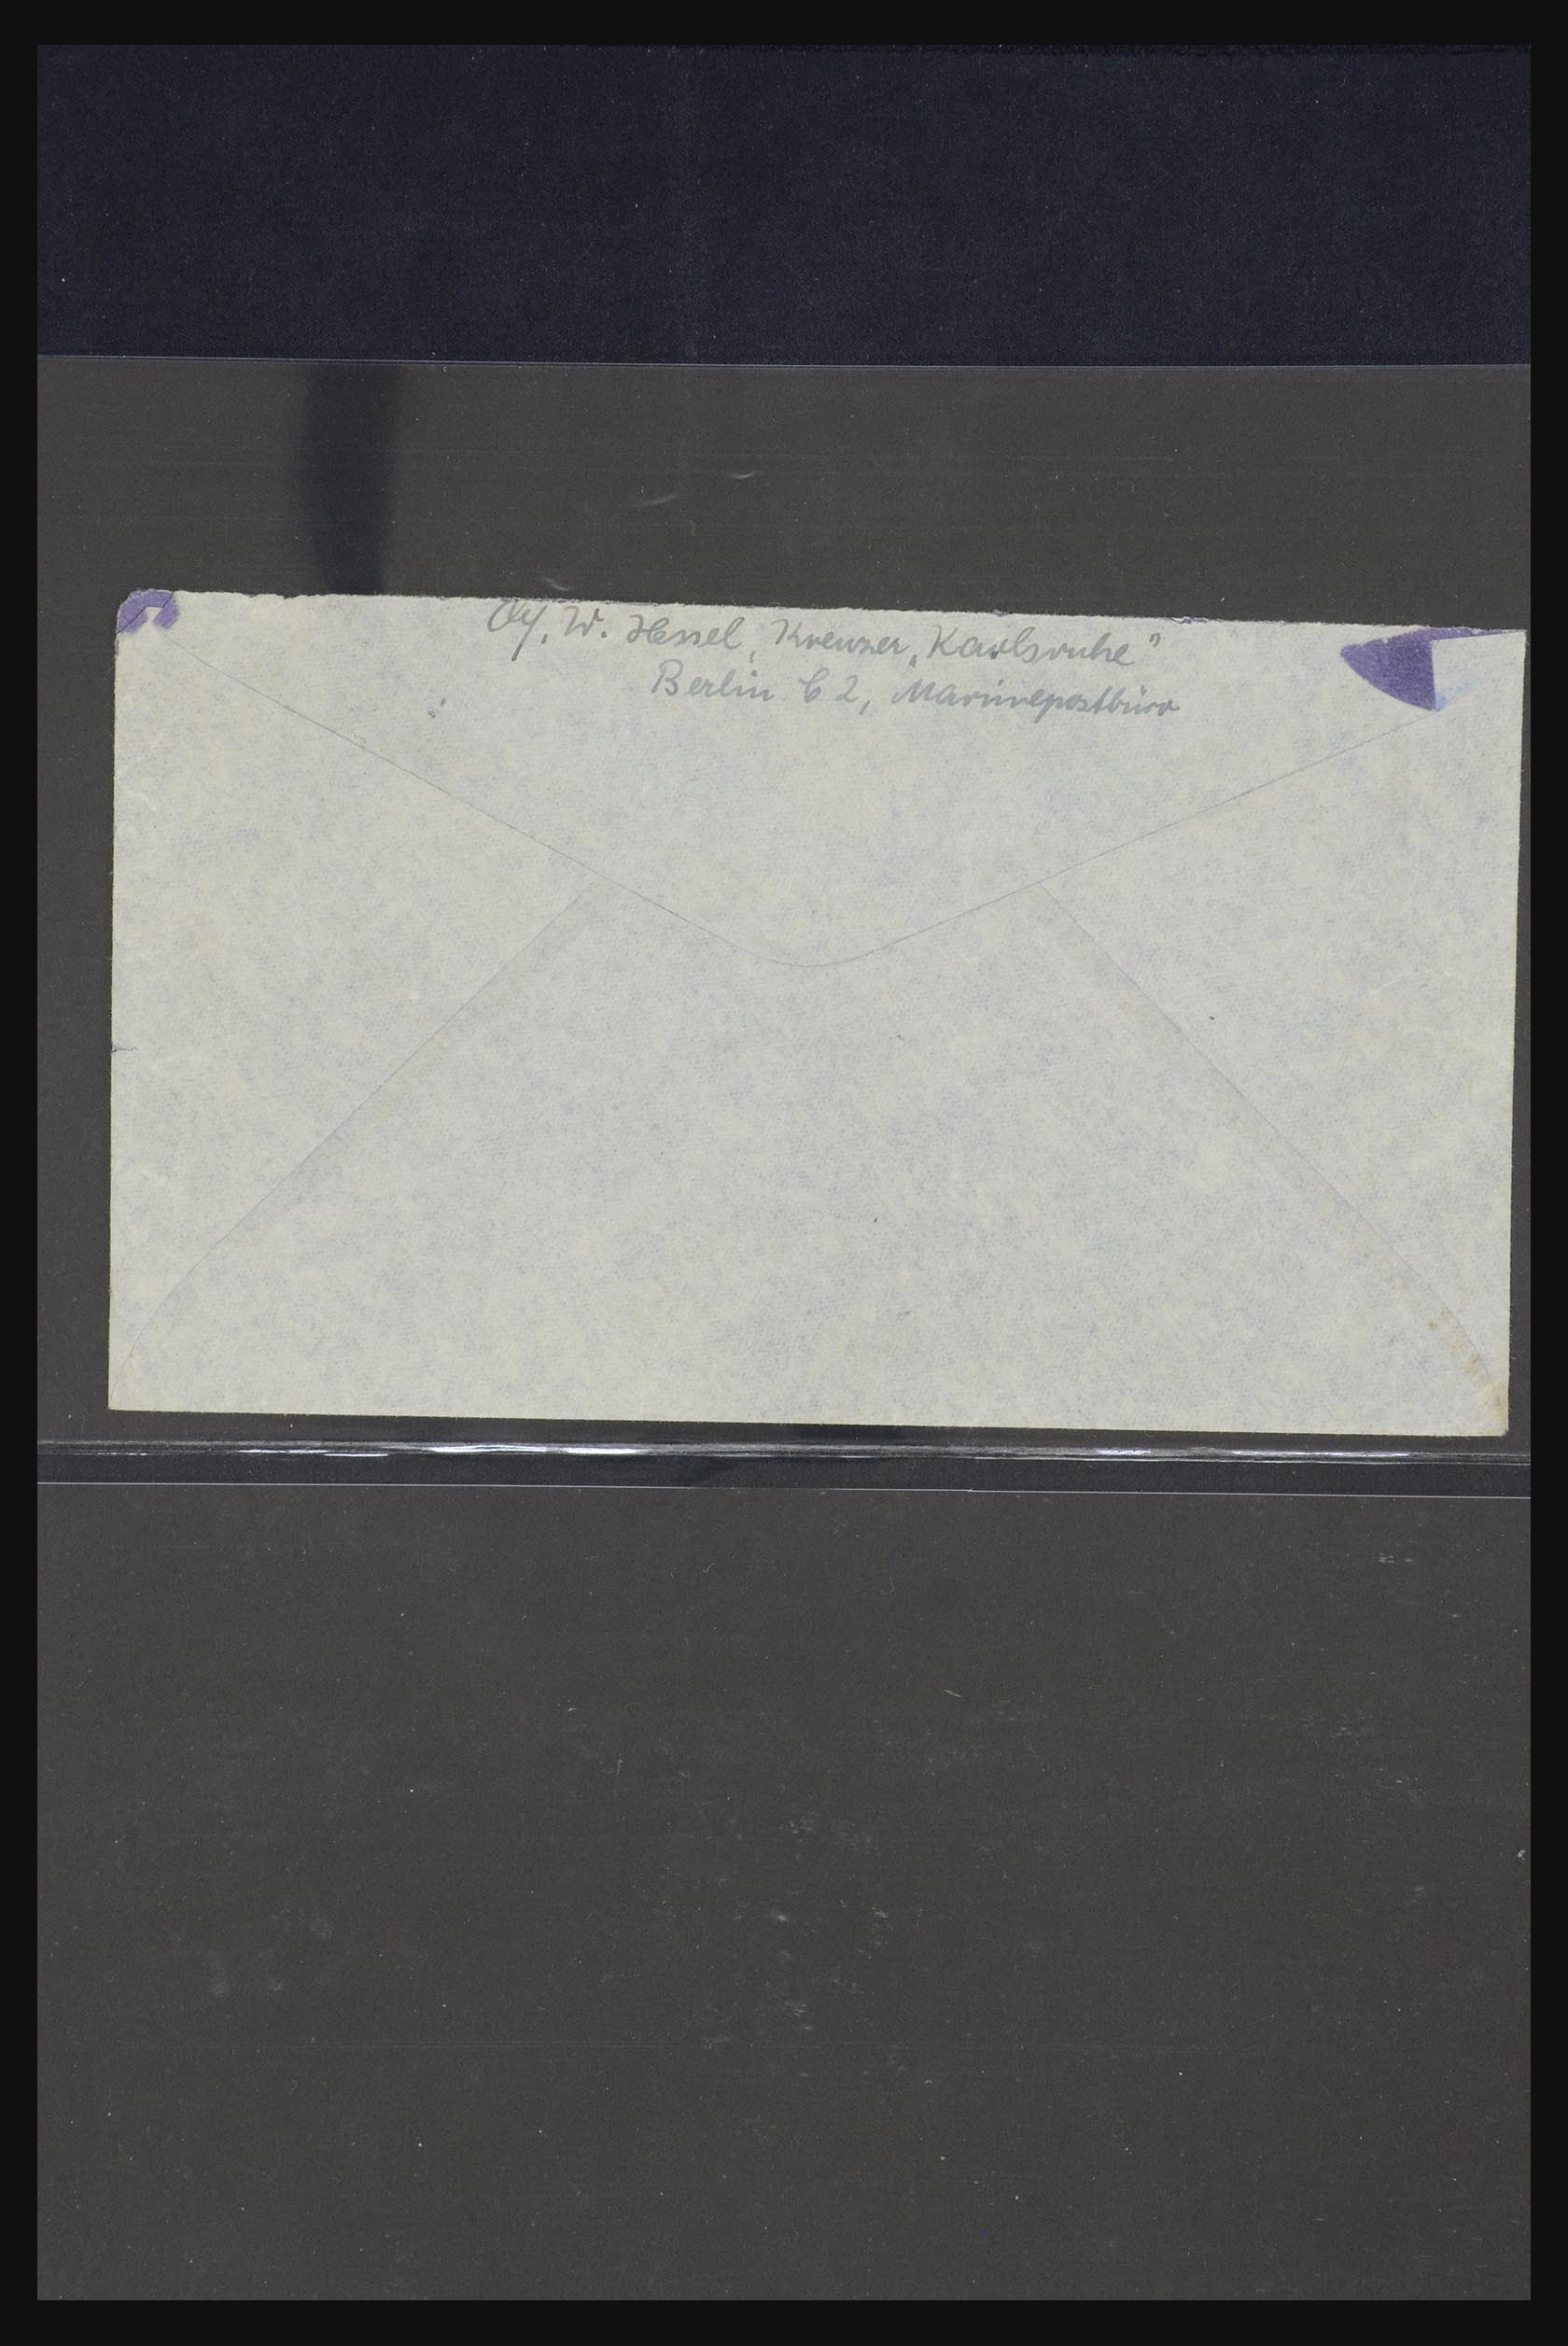 W. Hessel, Kreuzer „Karlsruhe"
Berlin C 2, Marinepostbüro